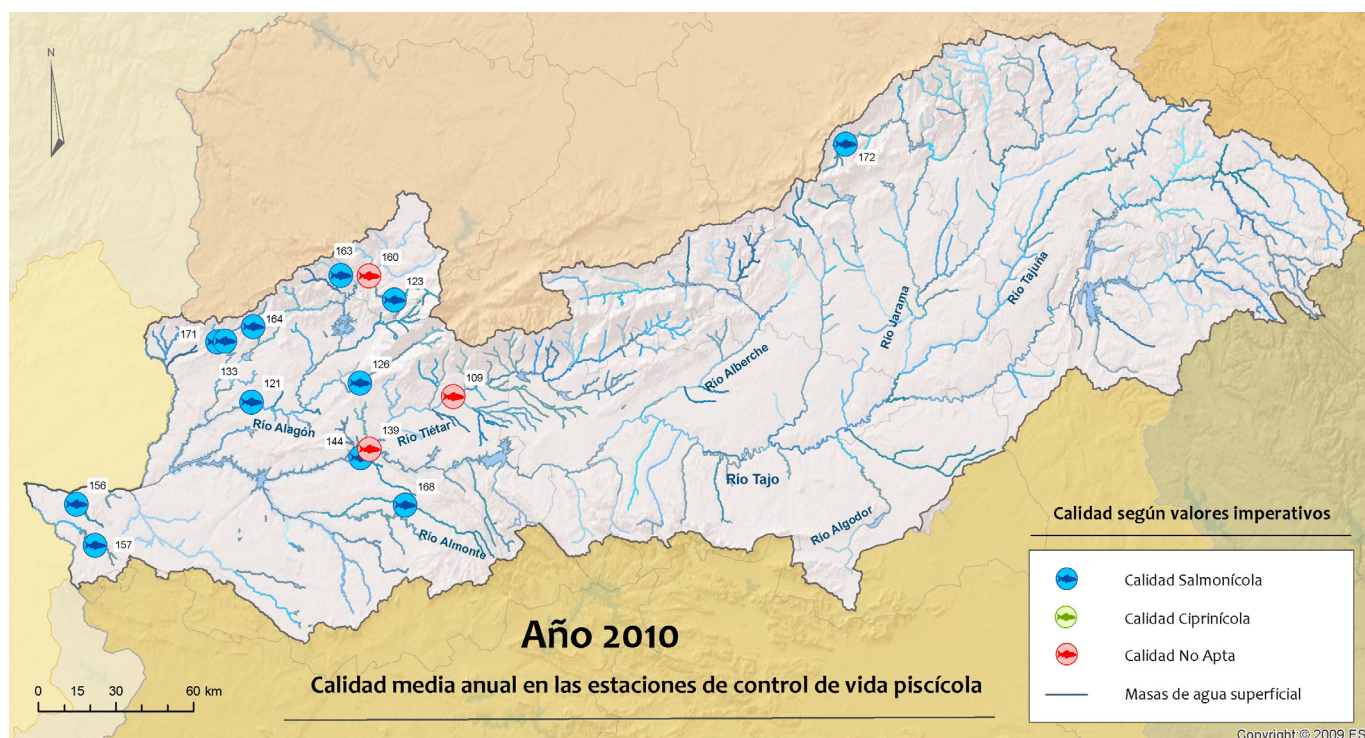 N
172
163
160
123
164
171
126
133
121
109
Río Alagón
139
144
Río Tiétar
156
168
157
Río Almonte
Río Alberche
Río Jarama
Río Tajuña
Río Tajo
Río Algodor
Calidad según valores imperativos
Calidad Salmonícola
Calidad Ciprinícola
Calidad No Apta
Masas de agua superficial
Año 2010
Calidad media anual en las estaciones de control de vida piscícola
0 15 30 60 km
Copyright:© 2009 ES